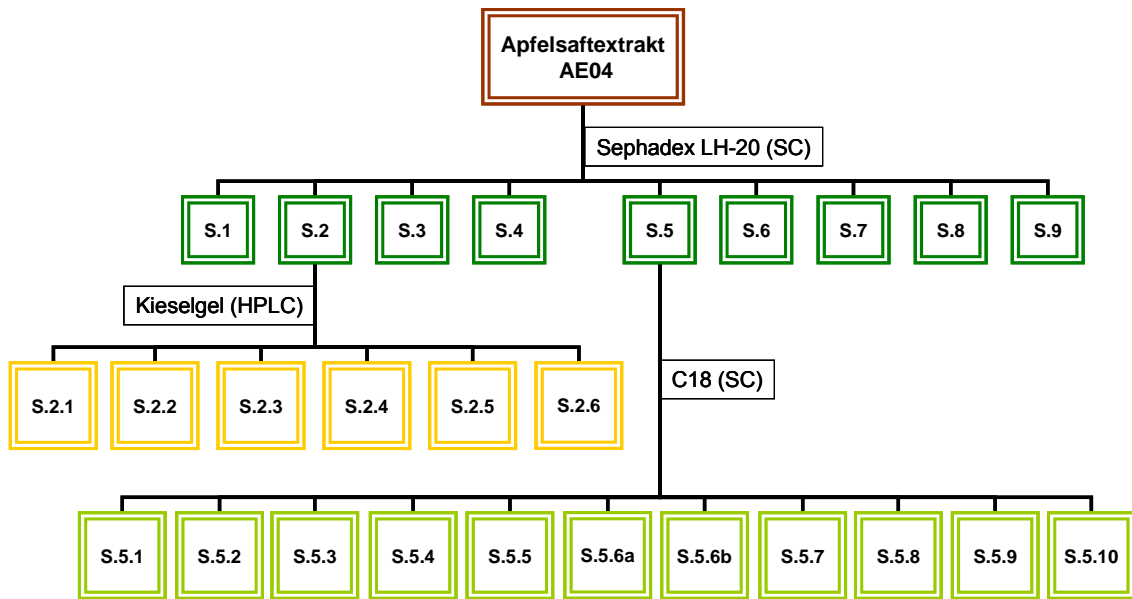 Apfelsaftextrakt
AE04
Sephadex LH-20 (SC)
S.1
S.2
S.3
S.4
S.5
S.6
S.7
S.8
S.9
Kieselgel (HPLC)
C18 (SC)
S.2.1
S.2.2
S.2.3
S.2.4
S.2.5
S.2.6
S.5.1
S.5.2
S.5.3
S.5.4
S.5.5
S.5.6a
S.5.6b
S.5.7
S.5.8
S.5.9
S.5.10